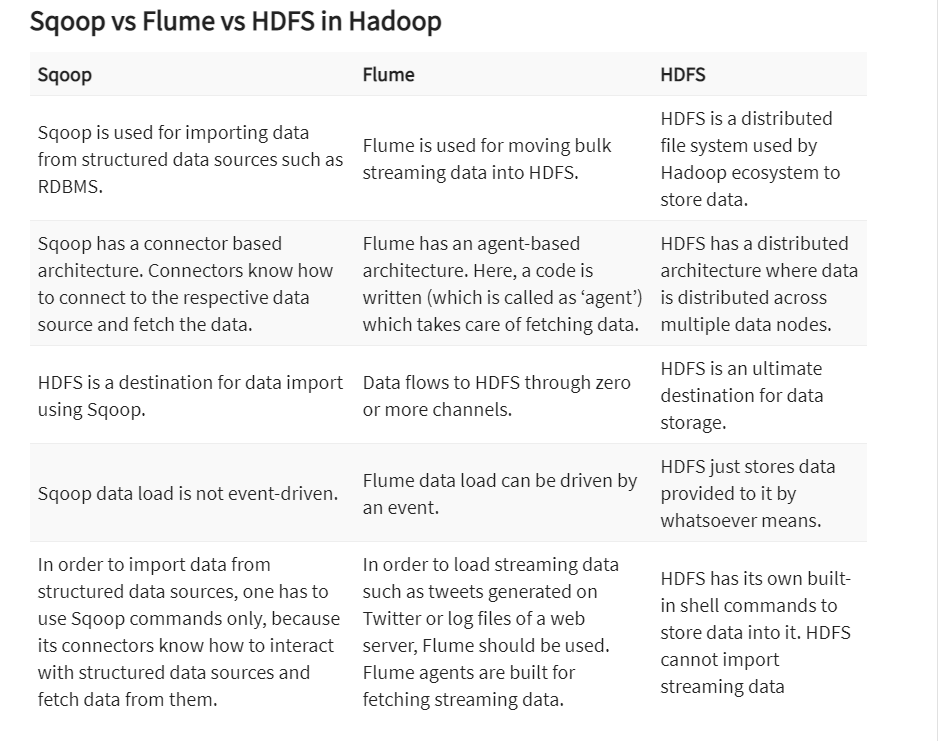 Sqoop vs Flume vs HDFS in Hadoop
Sqoop
Flume
HDFS
Sqoop is used for importing data
from structured data sources such as
RDBMS.
Flume is used for moving bulk
streaming data into HDFS.
HDFS is a distributed
file system used by
Hadoop ecosystem to
store data.
Sqoop has a connector based
architecture. Connectors know how
to connect to the respective data
source and fetch the data.
Flume has an agent-based
architecture. Here, a code is
written (which is called as ‘agent’)
which takes care of fetching data.
HDFS has a distributed
architecture where data
is distributed across
multiple data nodes.
HDFS is a destination for data import
using Sqoop.
Data flows to HDFS through zero
or more channels.
HDFS is an ultimate
destination for data
storage.
Sqoop data load is not event-driven.
Flume data load can be driven by
an event.
HDFS just stores data
provided to it by
whatsoever means.
In order to import data from
structured data sources, one has to
use Sqoop commands only, because
its connectors know how to interact
with structured data sources and
fetch data from them.
In order to load streaming data
such as tweets generated on
Twitter or log files of a web
server, Flume should be used.
Flume agents are built for
fetching streaming data.
HDFS has its own built-
in shell commands to
store data into it. HDFS
cannot import
streaming data